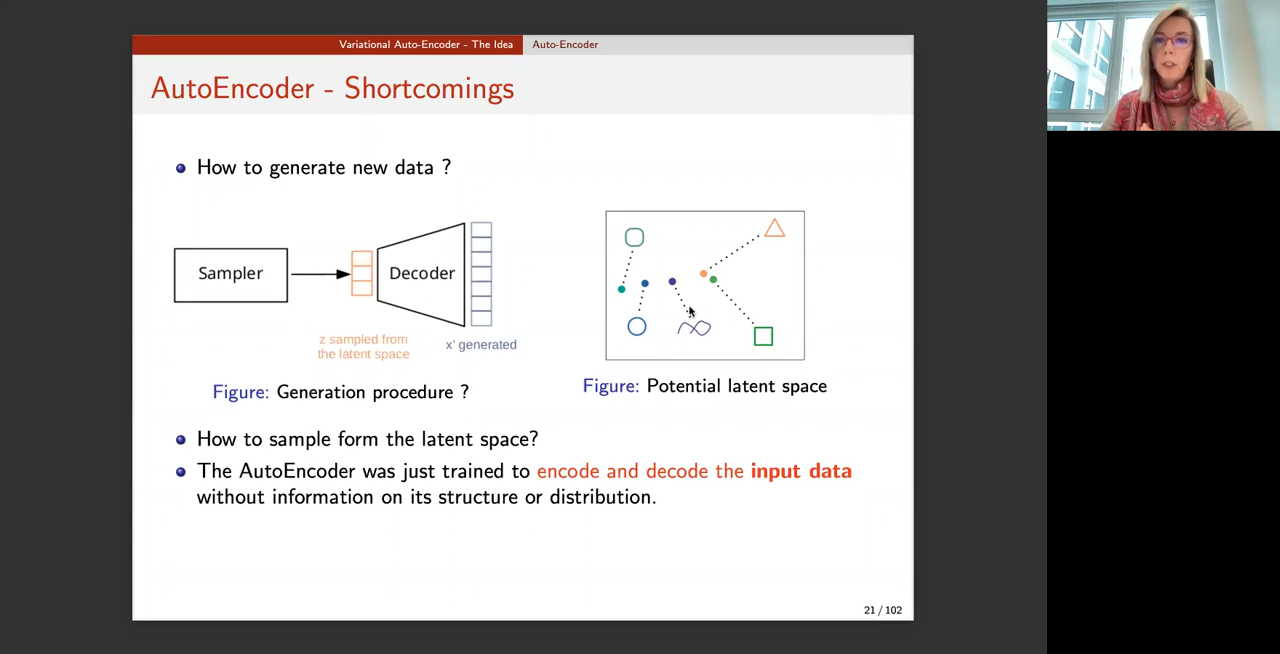 Variational Auto-Encoder - The Idea
Auto-Encoder
AutoEncoder - Shortcomings
How to generate new data ?
Sampler
Decoder
z sampled from
the latent space
x' generated
Figure: Generation procedure ?
Figure: Potential latent space
How to sample form the latent space?
The AutoEncoder was just trained to encode and decode the input data
without information on its structure or distribution.
21 / 102